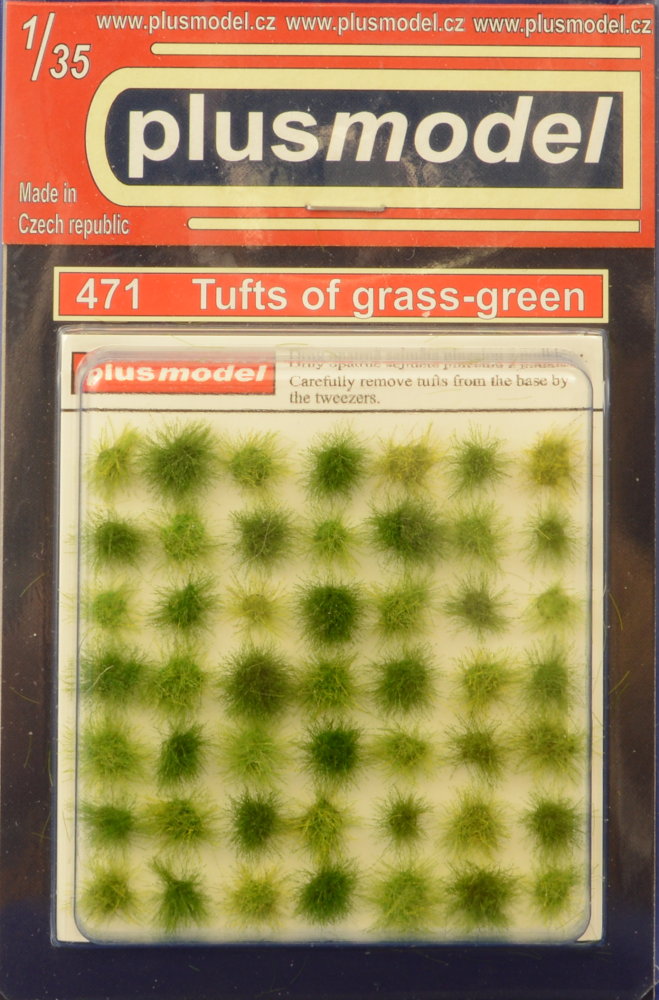 www.plusmodel.cz www.plusmodel.cz www.plusmodel.cz
1/35
plusmodel
Made in
Czech republic
471 Tufts of grass-green
plusmodel
Carefully remove tufts from the base by
the tweezers.